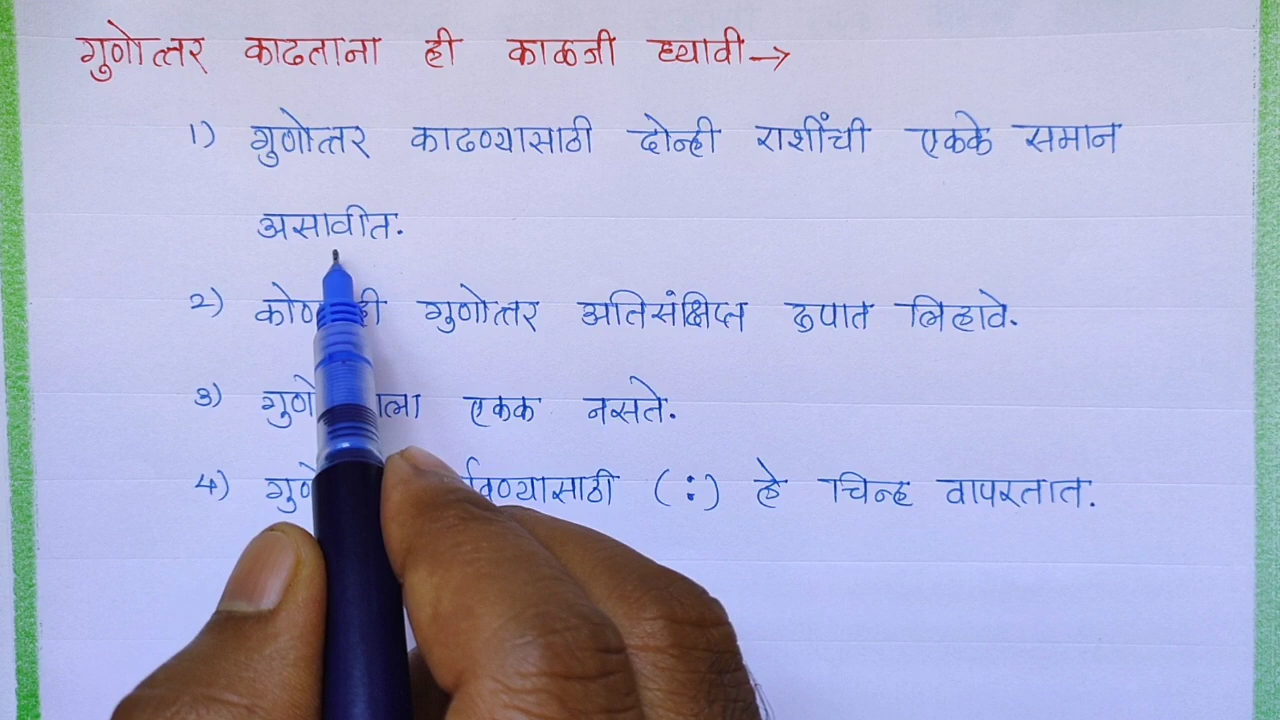 गुणोत्तर काढताना ही काळजी घ्यावी→
1) गुणोत्तर काढण्यासाठी दोन्ही राशींची एकके समान
असावीत.
2) गुणोत्तर अतिसंक्षिप्त रुपात लिहावे.
3) एकक नसते.
4) (:) हे चिन्ह वापरतात.